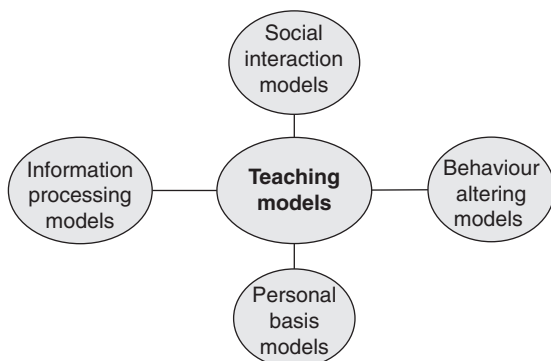 Social
interaction
models
Information
processing
models
Teaching
models
Behaviour
altering
models
Personal
basis
models